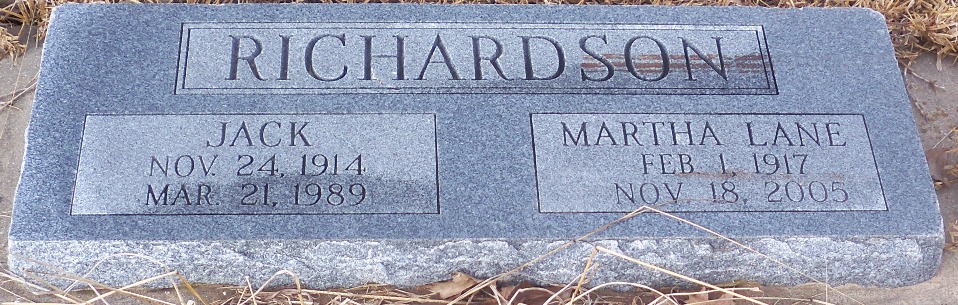 RICHARDSON
JACK
NOV. 24, 1914
MAR. 21, 1989
MARTHA LANE
FEB. 1, 1917
NOV. 18, 2005